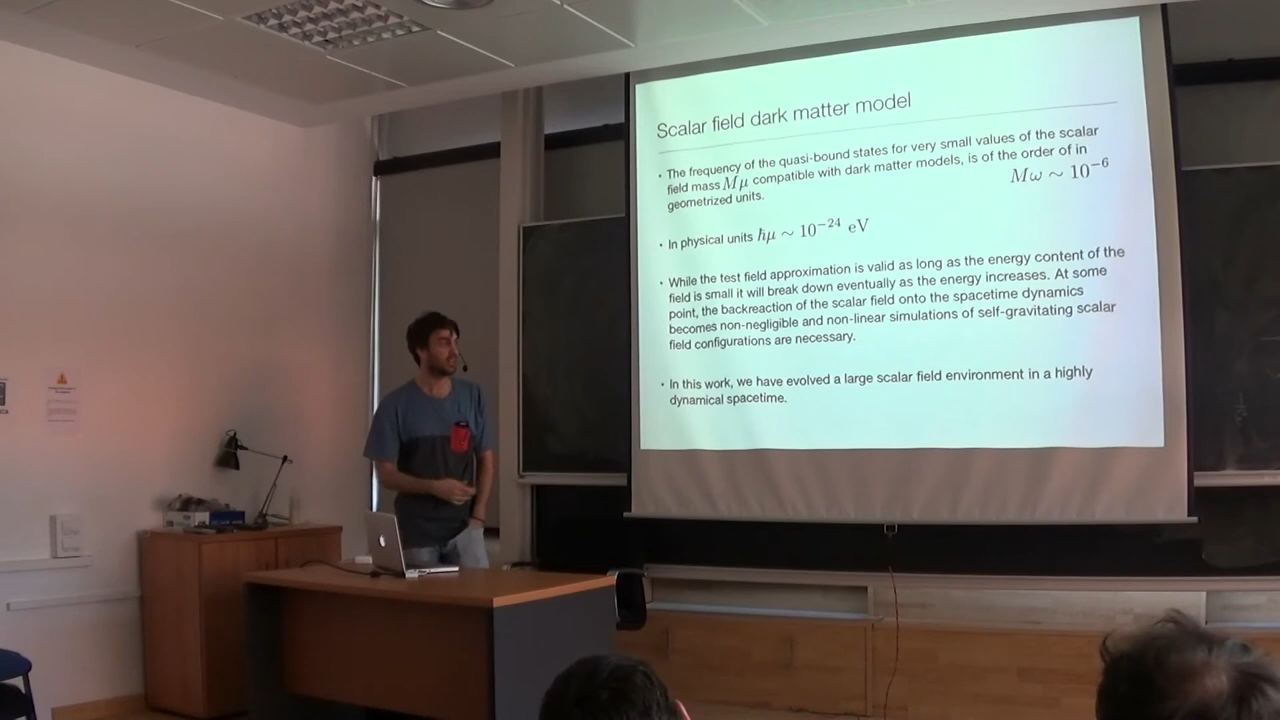 Scalar field dark matter model
• The frequency of the quasi-bound states for very small values of the scalar
field mass Mμ compatible with dark matter models, is of the order of in
geometrized units.
Mω ∼ 10⁻⁶
• In physical units ℏμ ∼ 10⁻²⁴ eV
• While the test field approximation is valid as long as the energy content of the
field is small it will break down eventually as the energy increases. At some
point, the backreaction of the scalar field onto the spacetime dynamics
becomes non-negligible and non-linear simulations of self-gravitating scalar
field configurations are necessary.
• In this work, we have evolved a large scalar field environment in a highly
dynamical spacetime.